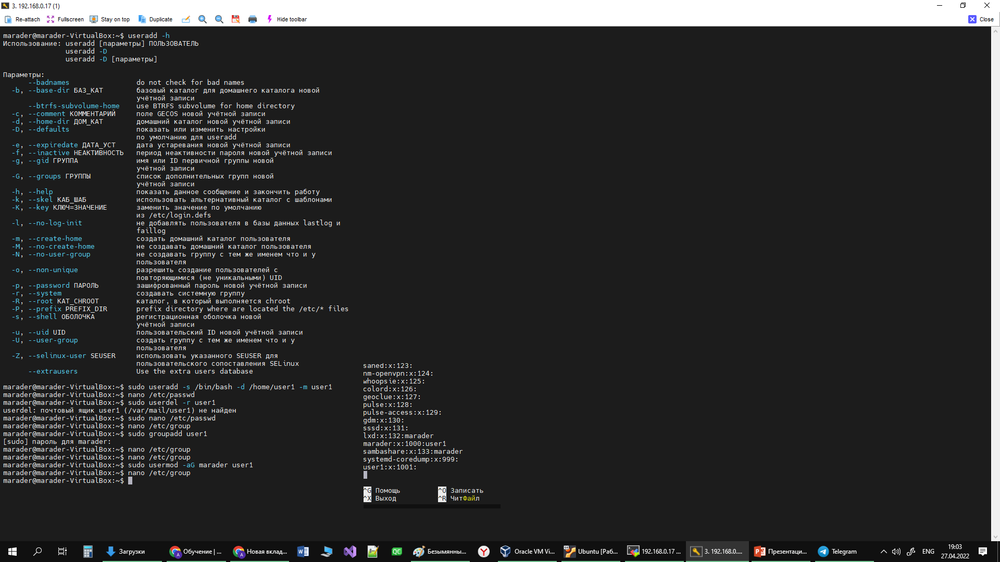 3. 192.168.0.17 (1)
Re-attach Fullscreen Stay on top Duplicate Hide toolbar Close
marader@marader-VirtualBox:~$ useradd -h
Использование: useradd [параметры] ПОЛЬЗОВАТЕЛЬ
useradd -D
useradd -D [параметры]
Параметры:
--badnames do not check for bad names
-b, --base-dir БАЗ_КАТ базовый каталог для домашнего каталога новой
учётной записи
--btrfs-subvolume-home use BTRFS subvolume for home directory
-c, --comment КОММЕНТАРИЙ поле GECOS новой учётной записи
-d, --home-dir ДОМ_КАТ домашний каталог новой учётной записи
-D, --defaults показать или изменить настройки
по умолчанию для useradd
-e, --expiredate ДАТА_УСТ дата устаревания новой учётной записи
-f, --inactive НЕАКТИВНОСТЬ период неактивности пароля новой учётной записи
-g, --gid ГРУППА имя или ID первичной группы новой
учётной записи
-G, --groups ГРУППЫ список дополнительных групп новой
учётной записи
-h, --help показать данное сообщение и закончить работу
-k, --skel КАБ_ШАБ использовать альтернативный каталог с шаблонами
-K, --key КЛЮЧ=ЗНАЧЕНИЕ заменить значение по умолчанию
из /etc/login.defs
-l, --no-log-init не добавлять пользователя в базы данных lastlog и
faillog
-m, --create-home создать домашний каталог пользователя
-M, --no-create-home не создавать домашний каталог пользователя
-N, --no-user-group не создавать группу с тем же именем что и у
пользователя
-o, --non-unique разрешить создание пользователей с
повторяющимися (не уникальными) UID
-p, --password ПАРОЛЬ зашифрованный пароль новой учётной записи
-r, --system создавать системную группу
-R, --root КАТ_CHROOT каталог, в который выполняется chroot
-P, --prefix PREFIX_DIR prefix directory where are located the /etc/* files
-s, --shell ОБОЛОЧКА регистрационная оболочка новой
учётной записи
-u, --uid UID пользовательский ID новой учётной записи
-U, --user-group создать группу с тем же именем что и у
пользователя
-Z, --selinux-user SEUSER использовать указанного SEUSER для
пользовательского сопоставления SELinux
--extrausers Use the extra users database
marader@marader-VirtualBox:~$ sudo useradd -s /bin/bash -d /home/user1 -m user1
marader@marader-VirtualBox:~$ nano /etc/passwd
marader@marader-VirtualBox:~$ sudo userdel -r user1
userdel: почтовый ящик user1 (/var/mail/user1) не найден
marader@marader-VirtualBox:~$ sudo nano /etc/passwd
marader@marader-VirtualBox:~$ nano /etc/group
marader@marader-VirtualBox:~$ sudo groupadd user1
[sudo] пароль для marader:
marader@marader-VirtualBox:~$ nano /etc/group
marader@marader-VirtualBox:~$ nano /etc/group
marader@marader-VirtualBox:~$ sudo usermod -aG marader user1
marader@marader-VirtualBox:~$ nano /etc/group
marader@marader-VirtualBox:~$
saned:x:123:
nm-openvpn:x:124:
whoopsie:x:125:
colord:x:126:
geoclue:x:127:
pulse:x:128:
pulse-access:x:129:
gdm:x:130:
sssd:x:131:
lxd:x:132:marader
marader:x:1000:user1
sambashare:x:133:marader
systemd-coredump:x:999:
user1:x:1001:
^G Помощь ^O Записать
^X Выход ^R ЧитФайл
Загрузки Обучение | ... Новая вклад... QC Безымянны... Oracle VM Vi... Ubuntu [Раб... 192.168.0.17 ... 3. 192.168.0.... Презентаци... Telegram ENG 19:03
27.04.2022